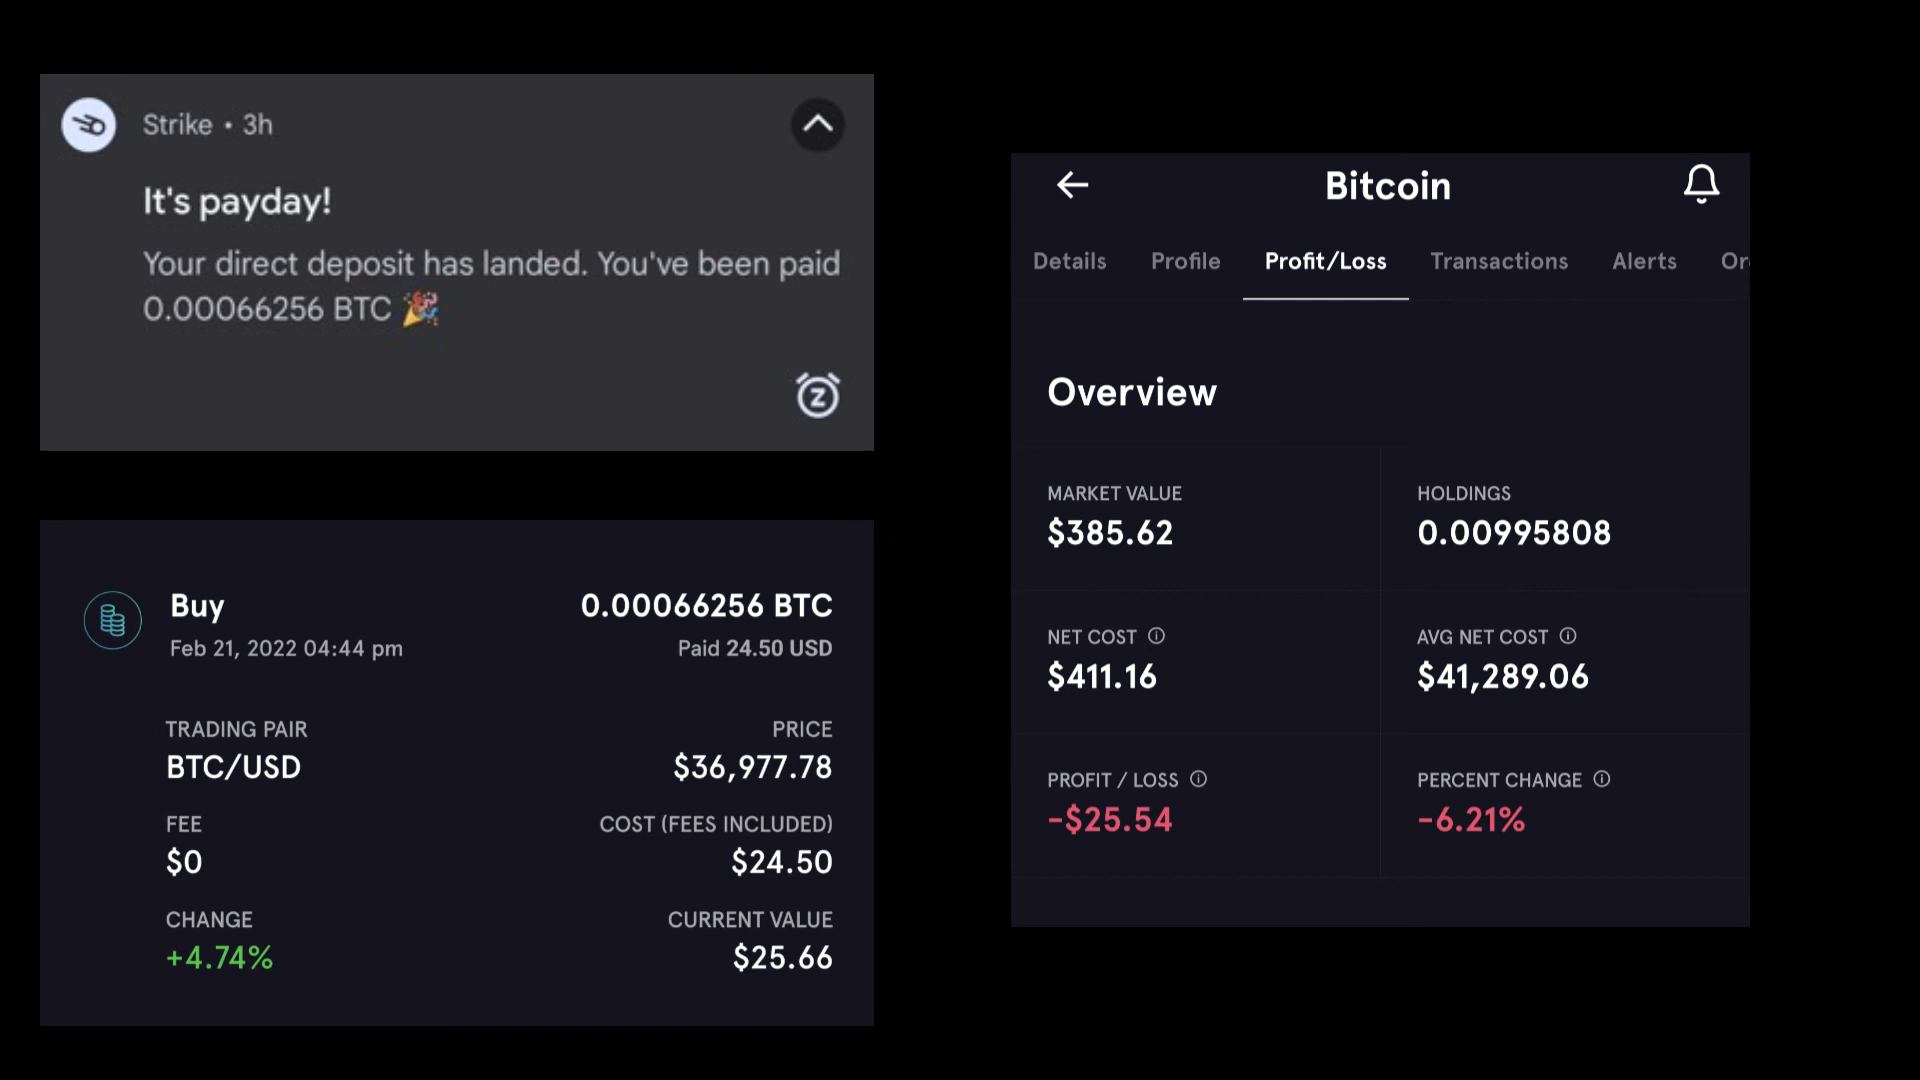 Strike • 3h
It's payday!
Your direct deposit has landed. You've been paid
0.00066256 BTC 🎉
Buy 0.00066256 BTC
Feb 21, 2022 04:44 pm Paid 24.50 USD
TRADING PAIR PRICE
BTC/USD $36,977.78
FEE COST (FEES INCLUDED)
$0 $24.50
CHANGE CURRENT VALUE
+4.74% $25.66
Bitcoin
Details Profile Profit/Loss Transactions Alerts Or
Overview
MARKET VALUE HOLDINGS
$385.62 0.00995808
NET COST AVG NET COST
$411.16 $41,289.06
PROFIT / LOSS PERCENT CHANGE
-$25.54 -6.21%